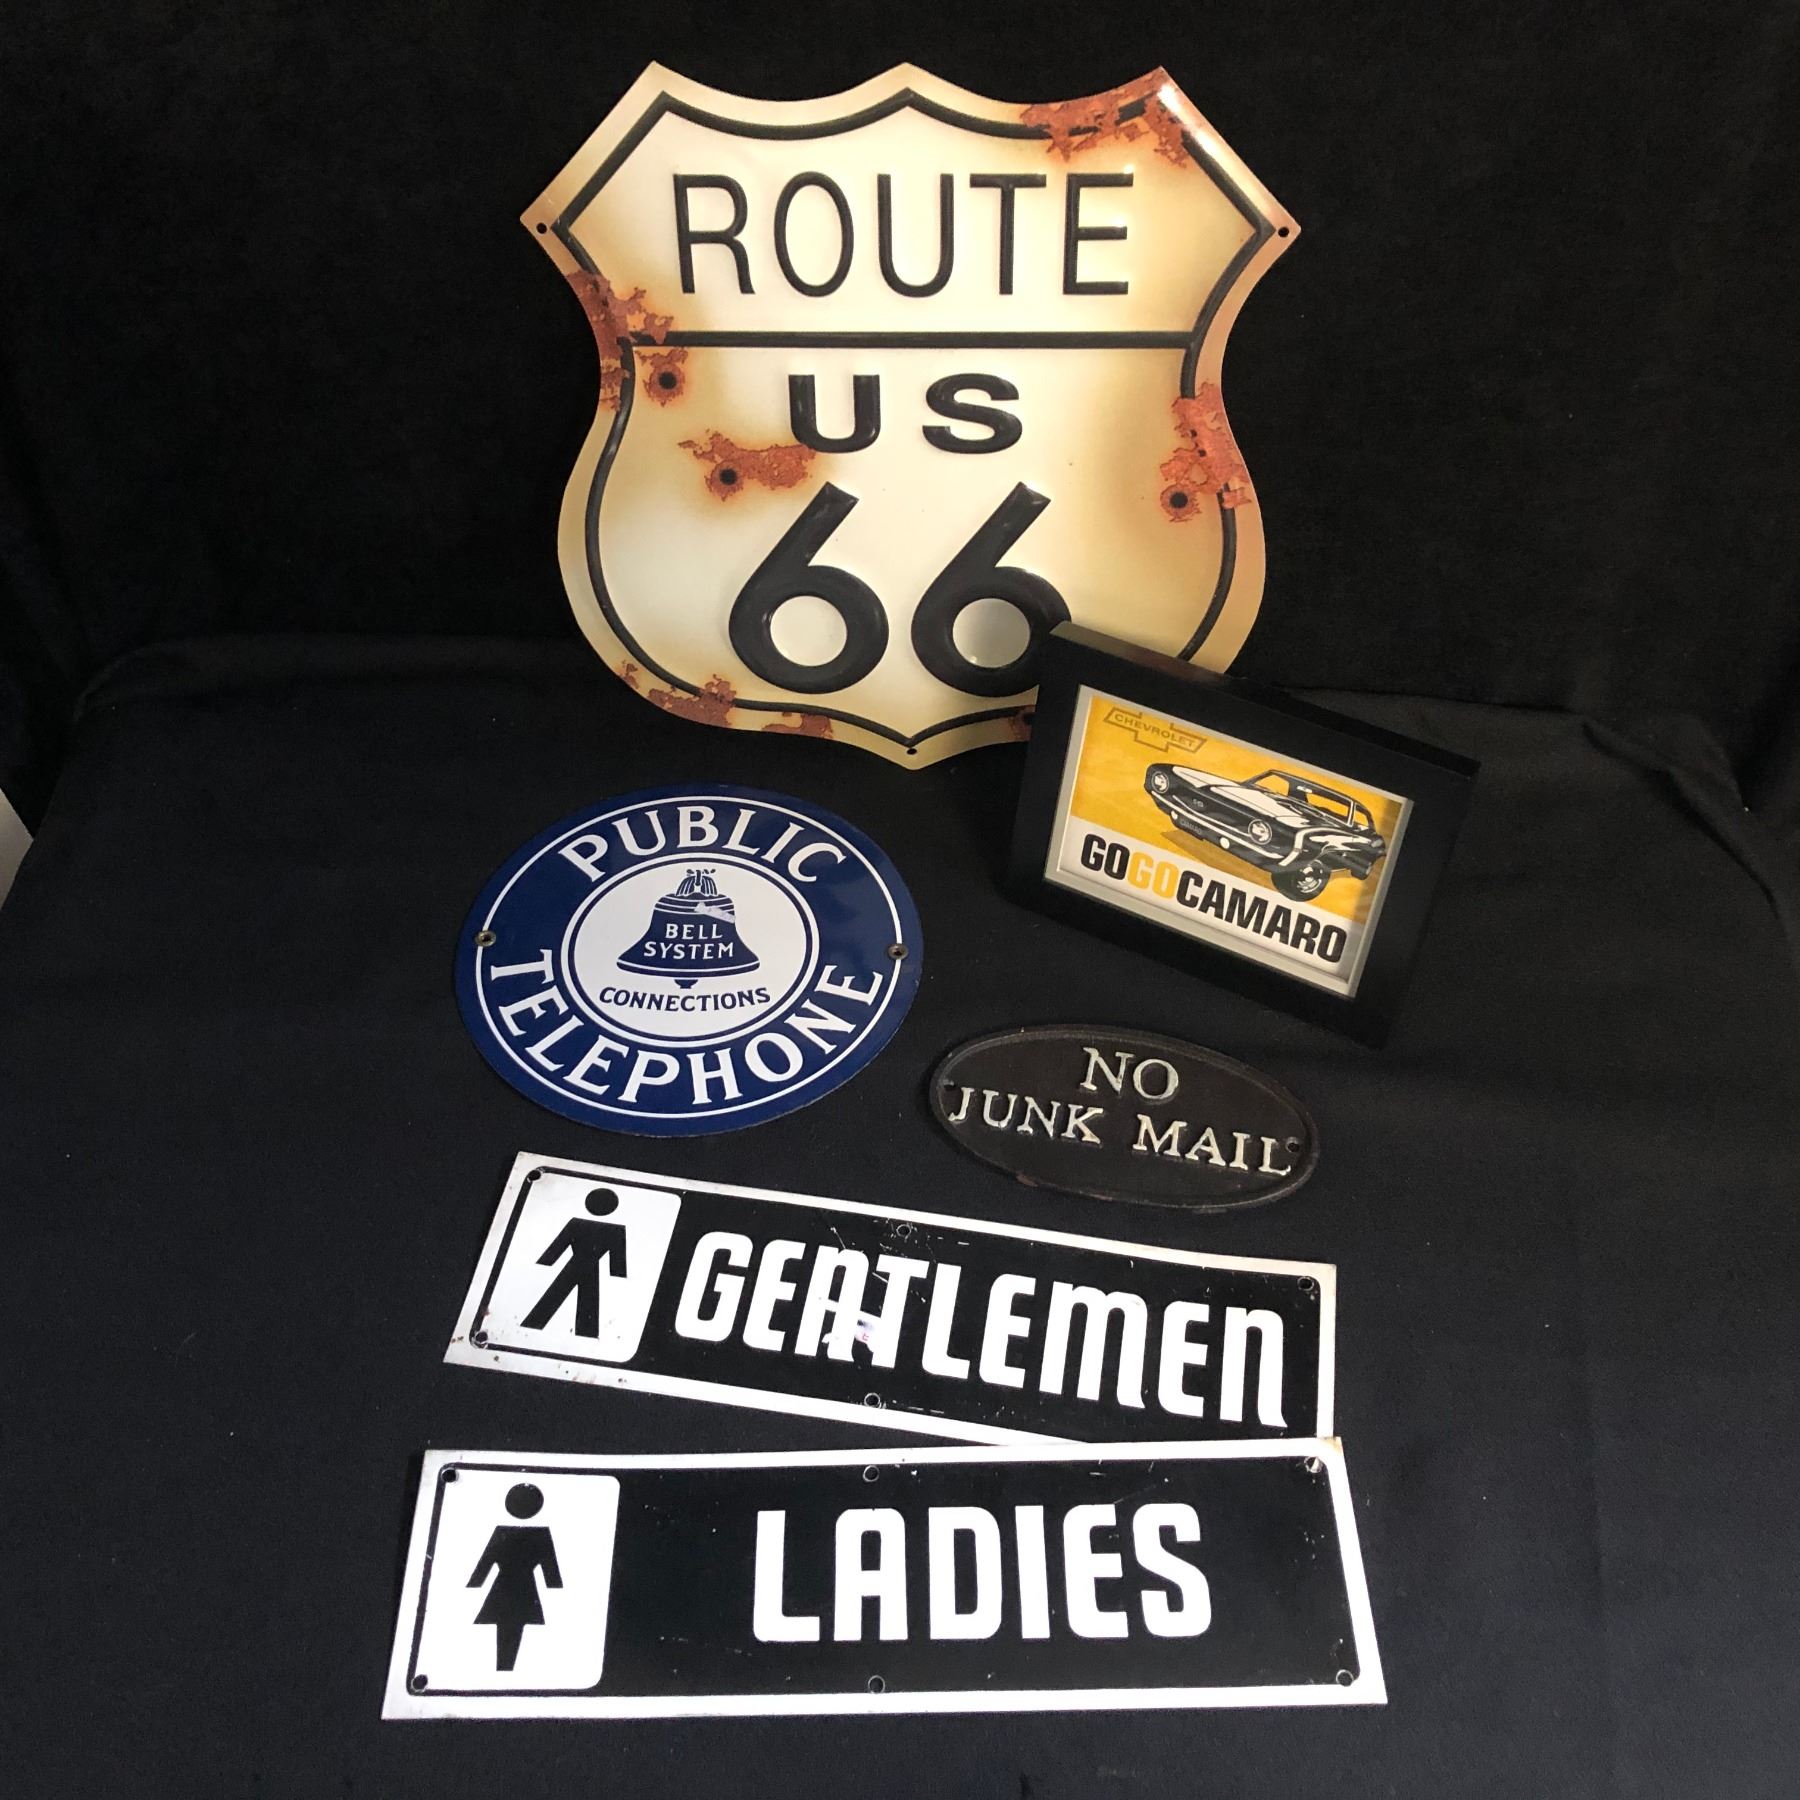 ROUTE
US
66
CHEVROLET
GOGOCAMARO
PUBLIC
BELL
SYSTEM
CONNECTIONS
TELEPHONE
NO
JUNK MAIL
GENTLEMEN
LADIES